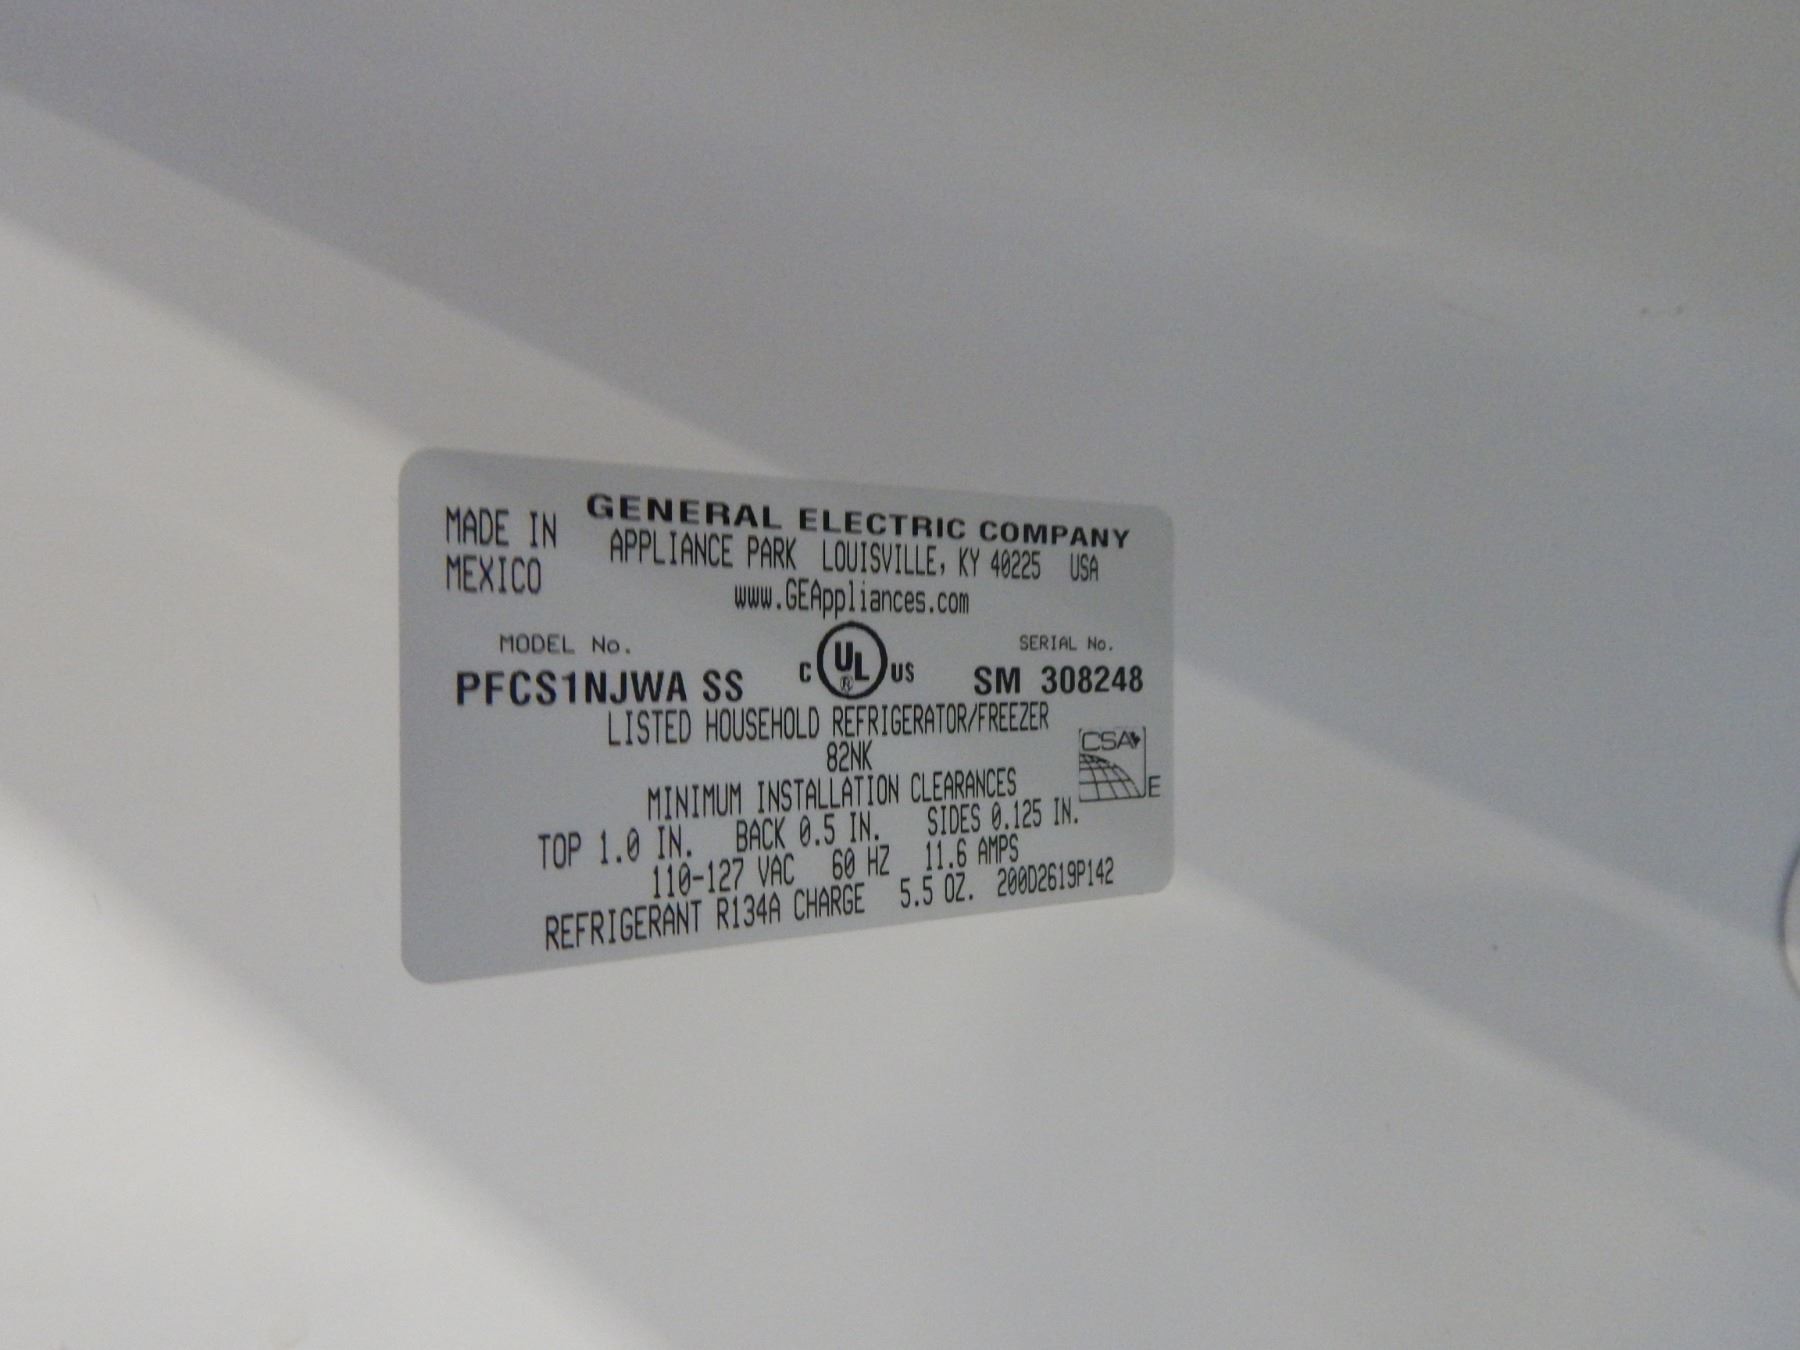 MADE IN
MEXICO
GENERAL ELECTRIC COMPANY
APPLIANCE PARK LOUISVILLE, KY 40225 USA
www.GEAppliances.com
MODEL No.
SERIAL No.
PFCS1NJWA SS
C UL ® US
SM 308248
LISTED HOUSEHOLD REFRIGERATOR/FREEZER
82NK
CSA
E
MINIMUM INSTALLATION CLEARANCES
TOP 1.0 IN. BACK 0.5 IN. SIDES 0.125 IN.
110-127 VAC 60 HZ 11.6 AMPS
REFRIGERANT R134A CHARGE 5.5 OZ. 200D2619P142